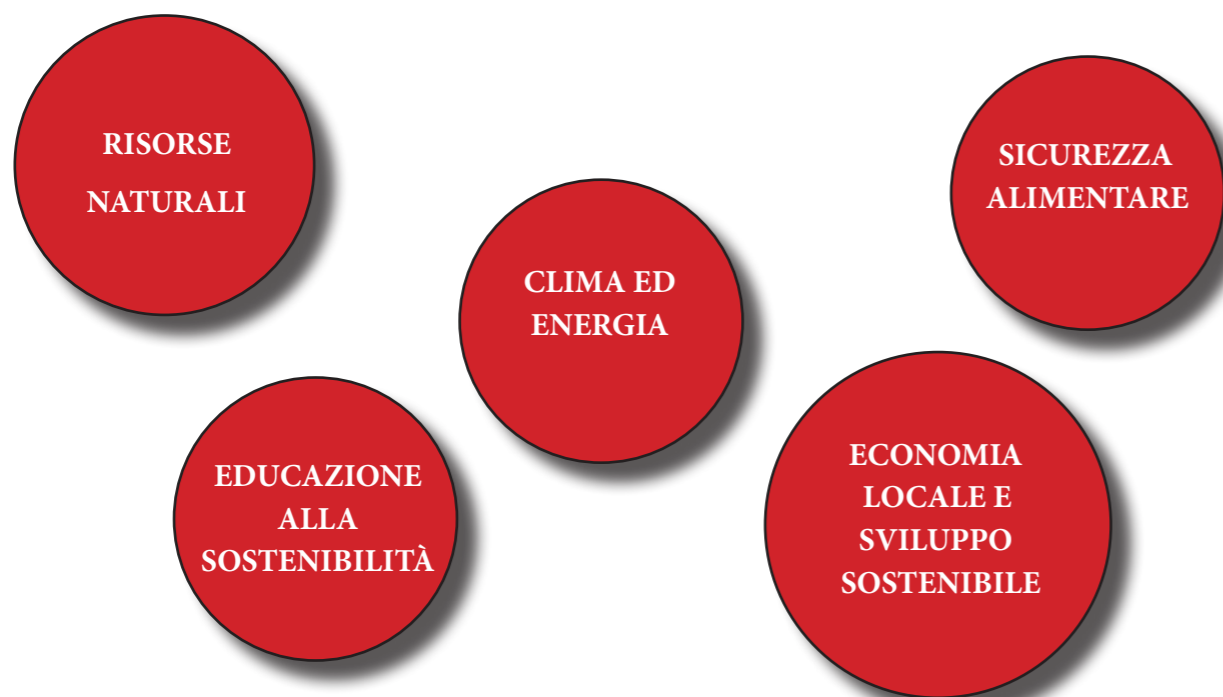 RISORSE
NATURALI
SICUREZZA
ALIMENTARE
CLIMA ED
ENERGIA
EDUCAZIONE
ALLA
SOSTENIBILITÀ
ECONOMIA
LOCALE E
SVILUPPO
SOSTENIBILE